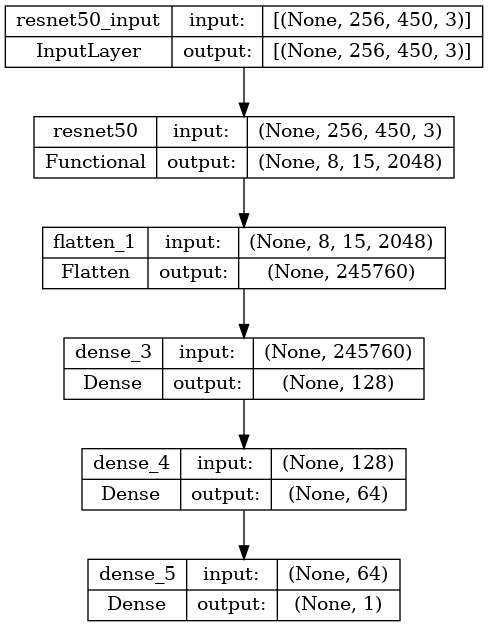 resnet50_input input: [(None, 256, 450, 3)]
InputLayer output: [(None, 256, 450, 3)]
resnet50 input: (None, 256, 450, 3)
Functional output: (None, 8, 15, 2048)
flatten_1 input: (None, 8, 15, 2048)
Flatten output: (None, 245760)
dense_3 input: (None, 245760)
Dense output: (None, 128)
dense_4 input: (None, 128)
Dense output: (None, 64)
dense_5 input: (None, 64)
Dense output: (None, 1)